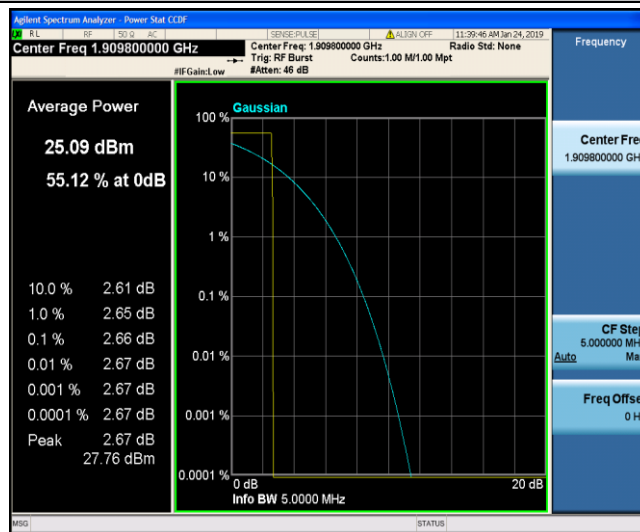 Agilent Spectrum Analyzer - Power Stat CCDF
RL RF 50 Ω AC SENSE:PULSE ALIGN OFF 11:39:46 AM Jan 24, 2019
Center Freq 1.909800000 GHz
Center Freq: 1.909800000 GHz Radio Std: None
Trig: RF Burst Counts:1.00 M/1.00 Mpt
#IFGain:Low #Atten: 46 dB
Frequency
Average Power
25.09 dBm
55.12 % at 0dB
10.0 % 2.61 dB
1.0 % 2.65 dB
0.1 % 2.66 dB
0.01 % 2.67 dB
0.001 % 2.67 dB
0.0001 % 2.67 dB
Peak 2.67 dB
27.76 dBm
Gaussian
100 %
10 %
1 %
0.1 %
0.01 %
0.001 %
0.0001 %
0 dB 20 dB
Info BW 5.0000 MHz
Center Fre
1.909800000 GH
CF Step
5.000000 MH
Auto Ma
Freq Offse
0 H
MSG STATUS